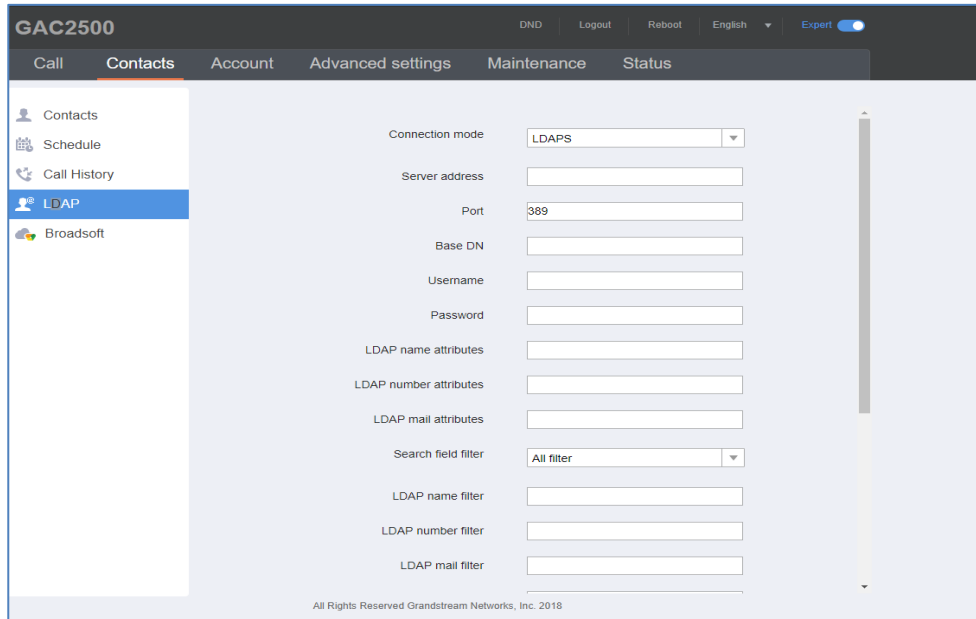 GAC2500
DND Logout Reboot English Expert
Call Contacts Account Advanced settings Maintenance Status
Contacts
Schedule
Call History
LDAP
Broadsoft
Connection mode LDAPS
Server address
Port 389
Base DN
Username
Password
LDAP name attributes
LDAP number attributes
LDAP mail attributes
Search field filter All filter
LDAP name filter
LDAP number filter
LDAP mail filter
All Rights Reserved Grandstream Networks, Inc. 2018